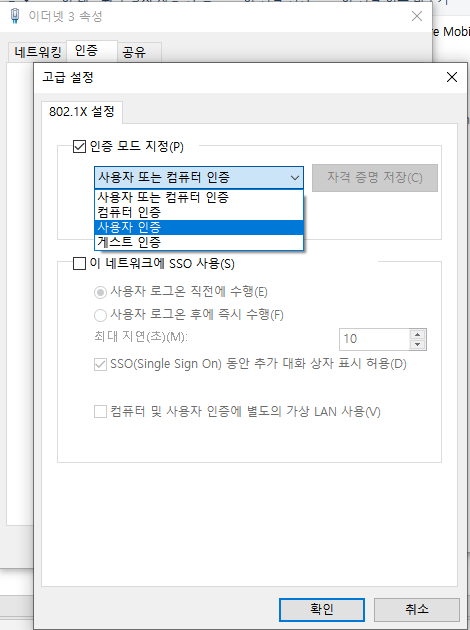 이더넷 3 속성
re Mobi
네트워킹 인증 공유
고급 설정
802.1X 설정
인증 모드 지정(P)
사용자 또는 컴퓨터 인증
자격 증명 저장(C)
사용자 또는 컴퓨터 인증
컴퓨터 인증
사용자 인증
게스트 인증
이 네트워크에 SSO 사용(S)
사용자 로그온 직전에 수행(E)
사용자 로그온 후에 즉시 수행(F)
최대 지연(초)(M):
10
SSO(Single Sign On) 동안 추가 대화 상자 표시 허용(D)
컴퓨터 및 사용자 인증에 별도의 가상 LAN 사용(V)
확인
취소